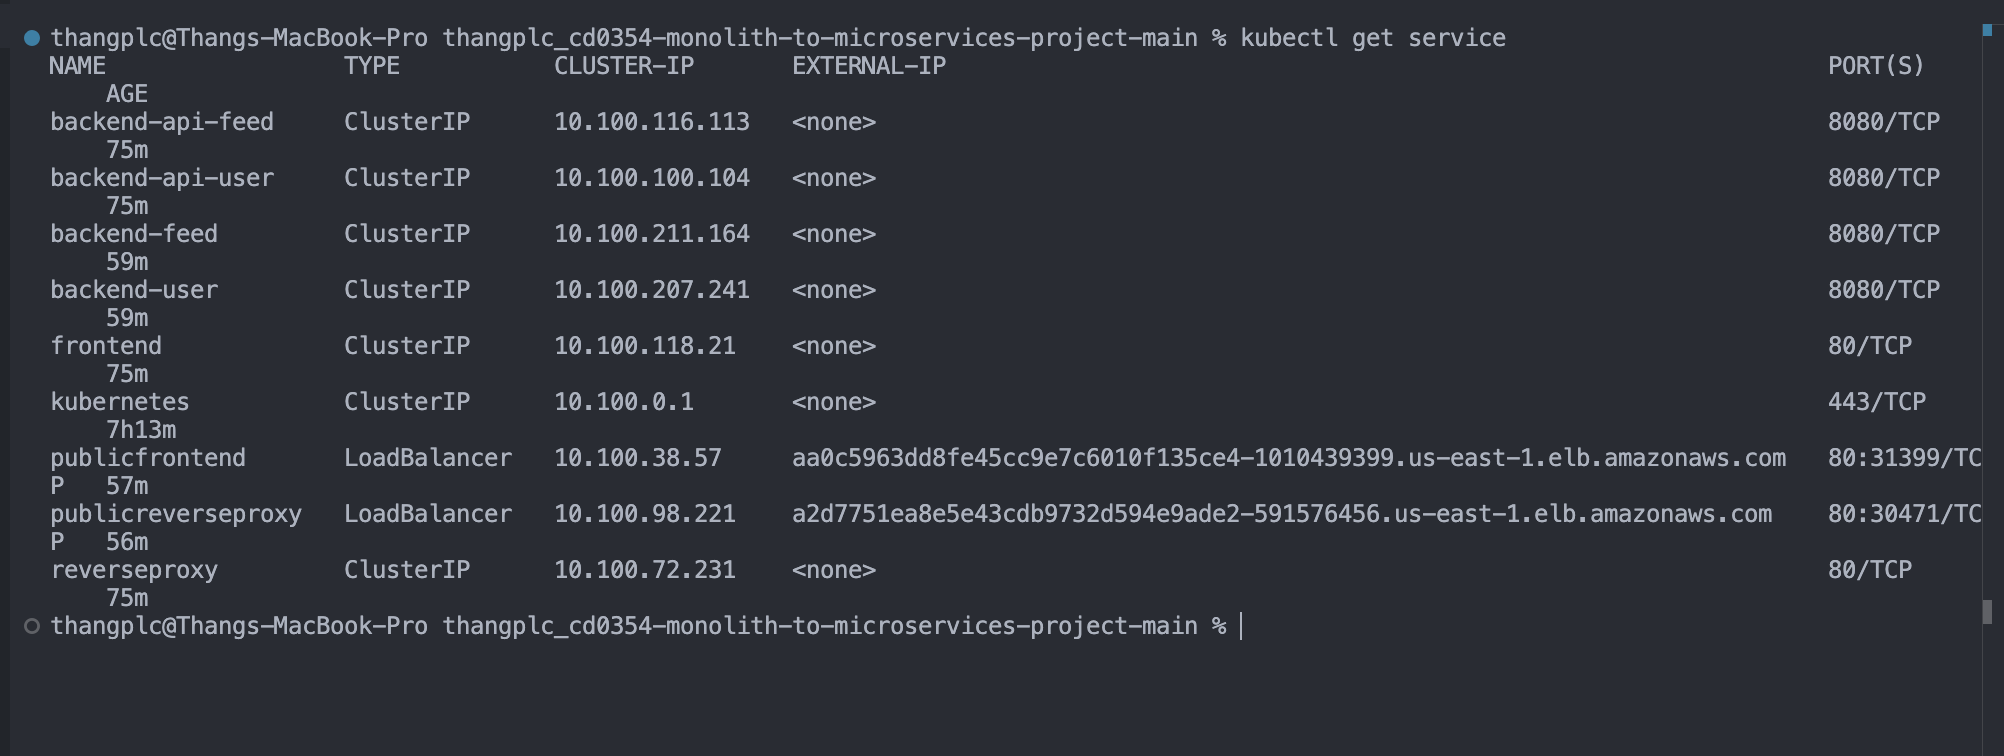 thangplc@Thangs-MacBook-Pro thangplc_cd0354-monolith-to-microservices-project-main % kubectl get service
NAME                 TYPE           CLUSTER-IP       EXTERNAL-IP                                                               PORT(S)
    AGE
backend-api-feed     ClusterIP      10.100.116.113   <none>                                                                    8080/TCP
    75m
backend-api-user     ClusterIP      10.100.100.104   <none>                                                                    8080/TCP
    75m
backend-feed         ClusterIP      10.100.211.164   <none>                                                                    8080/TCP
    59m
backend-user         ClusterIP      10.100.207.241   <none>                                                                    8080/TCP
    59m
frontend             ClusterIP      10.100.118.21    <none>                                                                    80/TCP
    75m
kubernetes           ClusterIP      10.100.0.1       <none>                                                                    443/TCP
    7h13m
publicfrontend       LoadBalancer   10.100.38.57     aa0c5963dd8fe45cc9e7c6010f135ce4-1010439399.us-east-1.elb.amazonaws.com   80:31399/TC
P   57m
publicreverseproxy   LoadBalancer   10.100.98.221    a2d7751ea8e5e43cdb9732d594e9ade2-591576456.us-east-1.elb.amazonaws.com    80:30471/TC
P   56m
reverseproxy         ClusterIP      10.100.72.231    <none>                                                                    80/TCP
    75m
thangplc@Thangs-MacBook-Pro thangplc_cd0354-monolith-to-microservices-project-main %